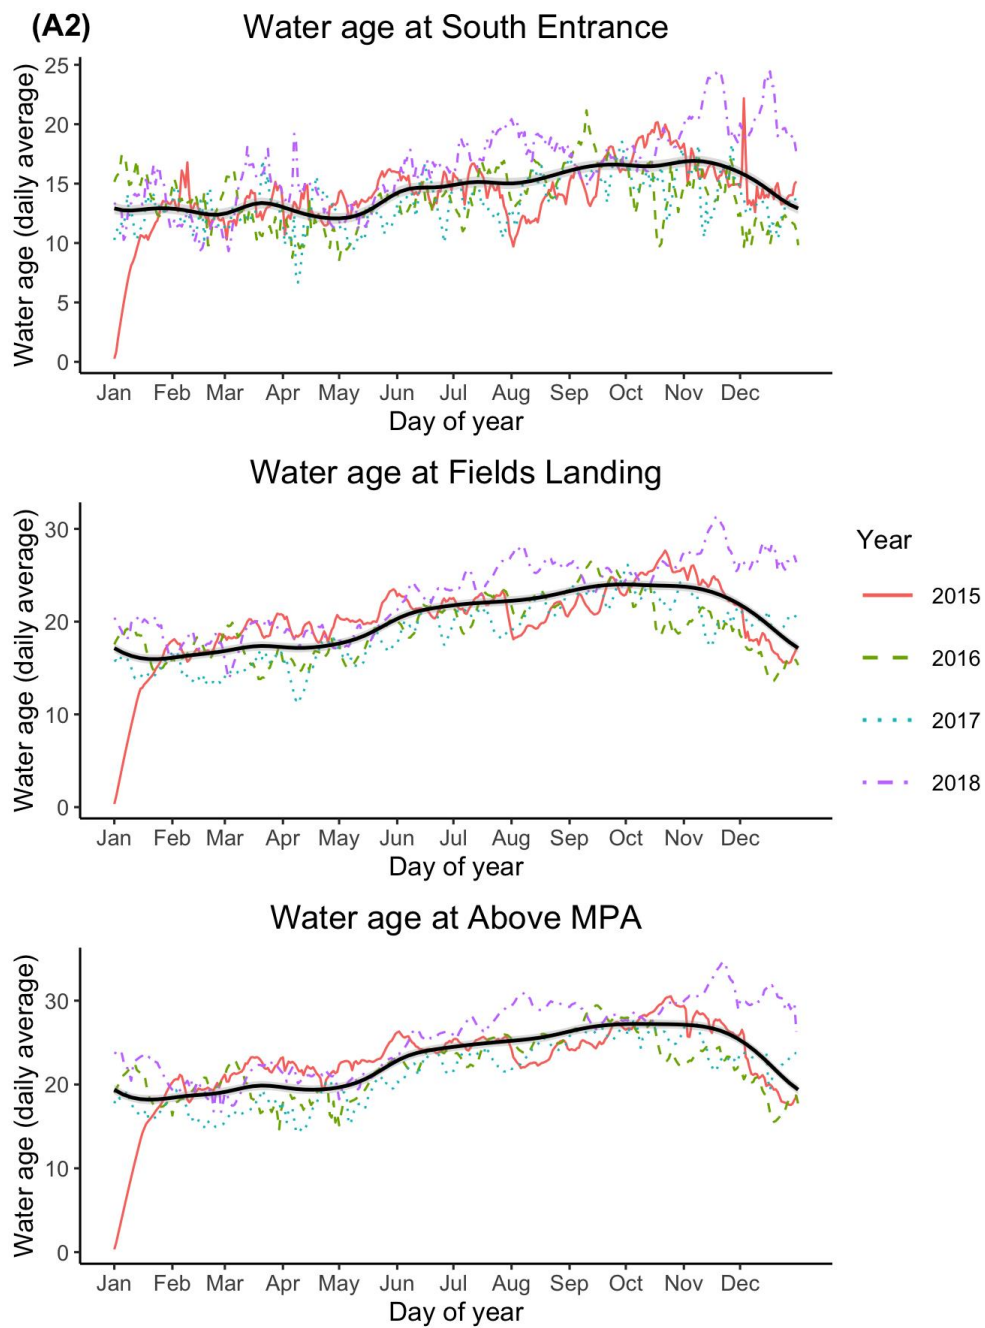 (A2) Water age at South Entrance
Water age (daily average)
25
20
15
10
5
0
Jan Feb Mar Apr May Jun Jul Aug Sep Oct Nov Dec
Day of year
Water age at Fields Landing
Water age (daily average)
30
20
10
0
Jan Feb Mar Apr May Jun Jul Aug Sep Oct Nov Dec
Day of year
Year
2015
2016
2017
2018
Water age at Above MPA
Water age (daily average)
30
20
10
0
Jan Feb Mar Apr May Jun Jul Aug Sep Oct Nov Dec
Day of year